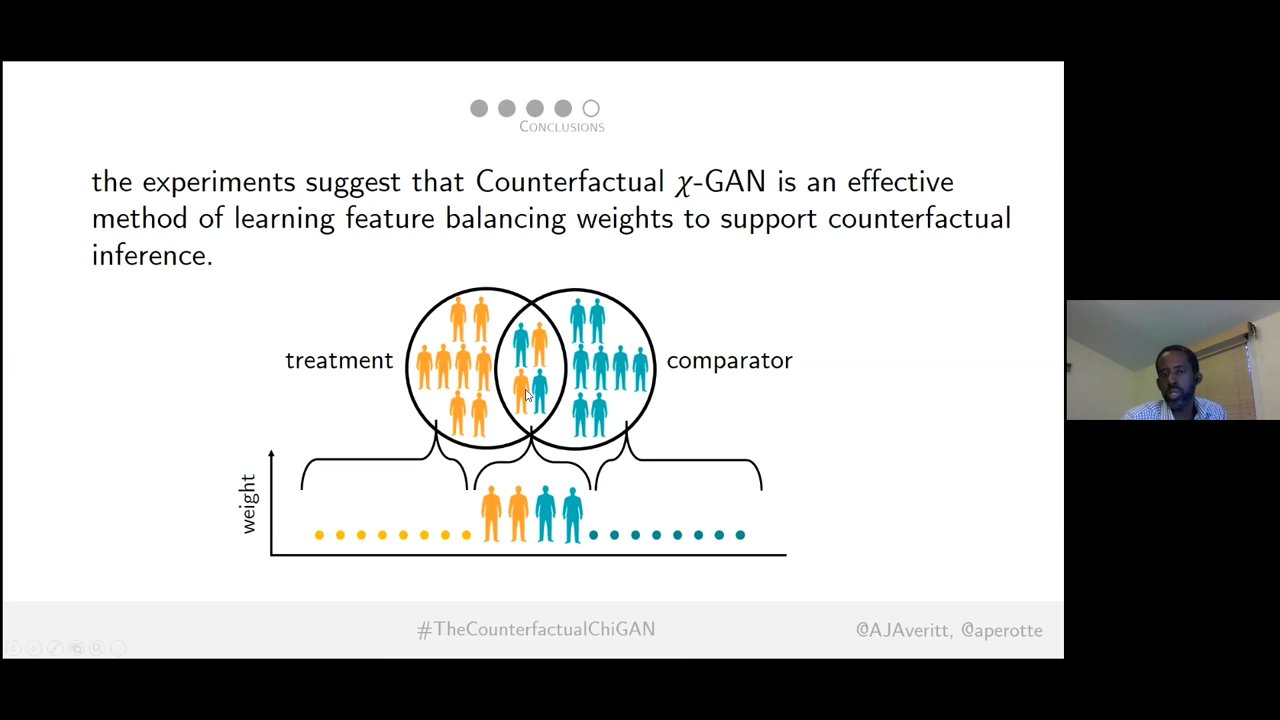 Conclusions
the experiments suggest that Counterfactual χ-GAN is an effective
method of learning feature balancing weights to support counterfactual
inference.
treatment
comparator
weight
#TheCounterfactualChiGAN
@AJAveritt, @aperotte